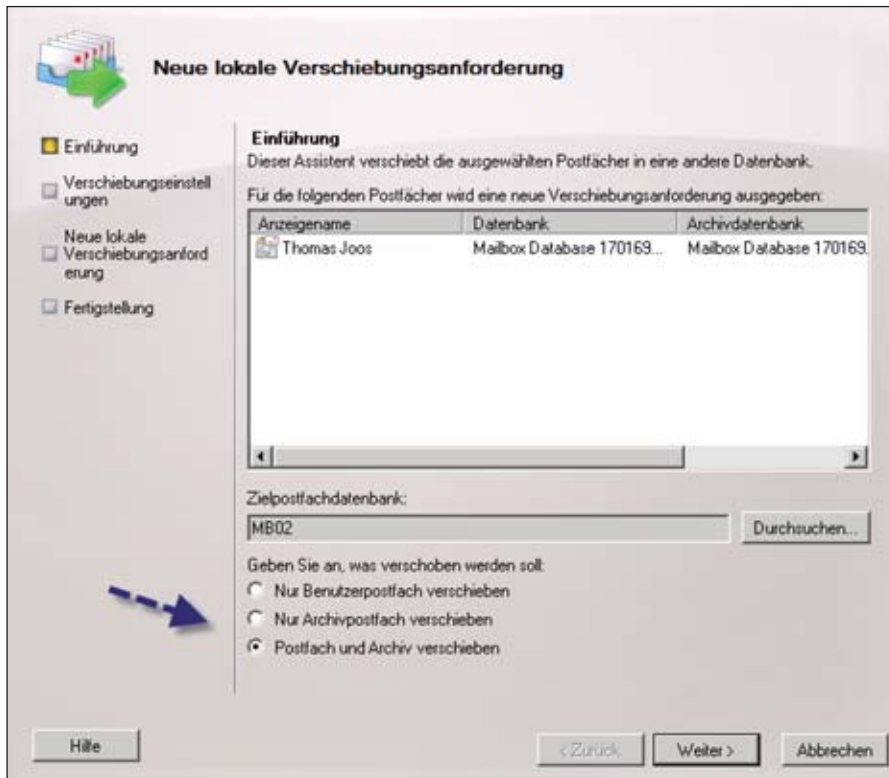 Neue lokale Verschiebungsanforderung
Einführung
Verschiebungseinstell
ungen
Neue lokale
Verschiebungsanford
erung
Fertigstellung
Einführung
Dieser Assistent verschiebt die ausgewählten Postfächer in eine andere Datenbank.
Für die folgenden Postfächer wird eine neue Verschiebungsanforderung ausgegeben:
Anzeigename Datenbank Archivdatenbank
Thomas Joos Mailbox Database 170169... Mailbox Database 170169.
Zielpostfachdatenbank:
MB02 Durchsuchen...
Geben Sie an, was verschoben werden soll:
Nur Benutzerpostfach verschieben
Nur Archivpostfach verschieben
Postfach und Archiv verschieben
Hilfe < Zurück Weiter > Abbrechen